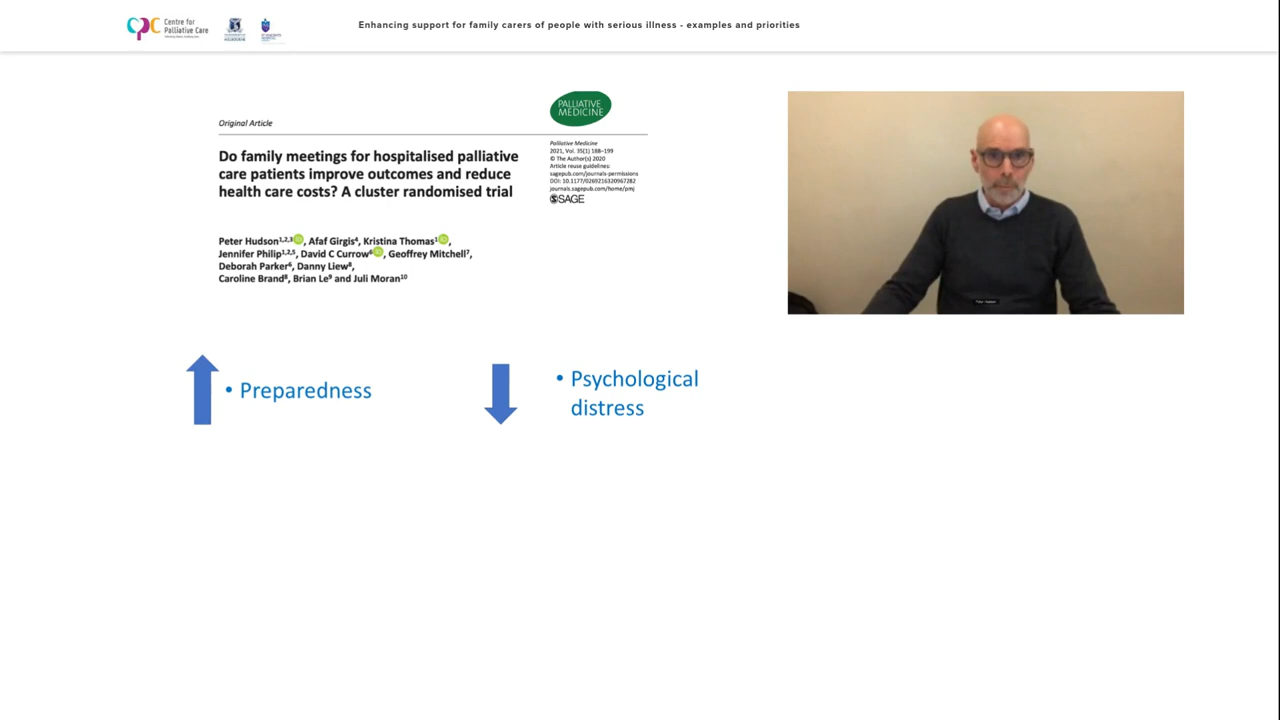 Centre for
Palliative Care
Enhancing support for family carers of people with serious illness - examples and priorities
PALLIATIVE
MEDICINE
Original Article
Palliative Medicine
2021, Vol. 35(1) 188–199
© The Author(s) 2020
Article reuse guidelines:
sagepub.com/journals-permissions
DOI: 10.1177/0269216320967282
journals.sagepub.com/home/pmj
SAGE
Do family meetings for hospitalised palliative
care patients improve outcomes and reduce
health care costs? A cluster randomised trial
Peter Hudson1,2,3 iD, Afaf Girgis4, Kristina Thomas1 iD,
Jennifer Philip1,2,5, David C Currow6 iD, Geoffrey Mitchell7,
Deborah Parker6, Danny Liew8,
Caroline Brand8, Brian Le9 and Juli Moran10
Peter Hudson
• Preparedness
• Psychological
distress